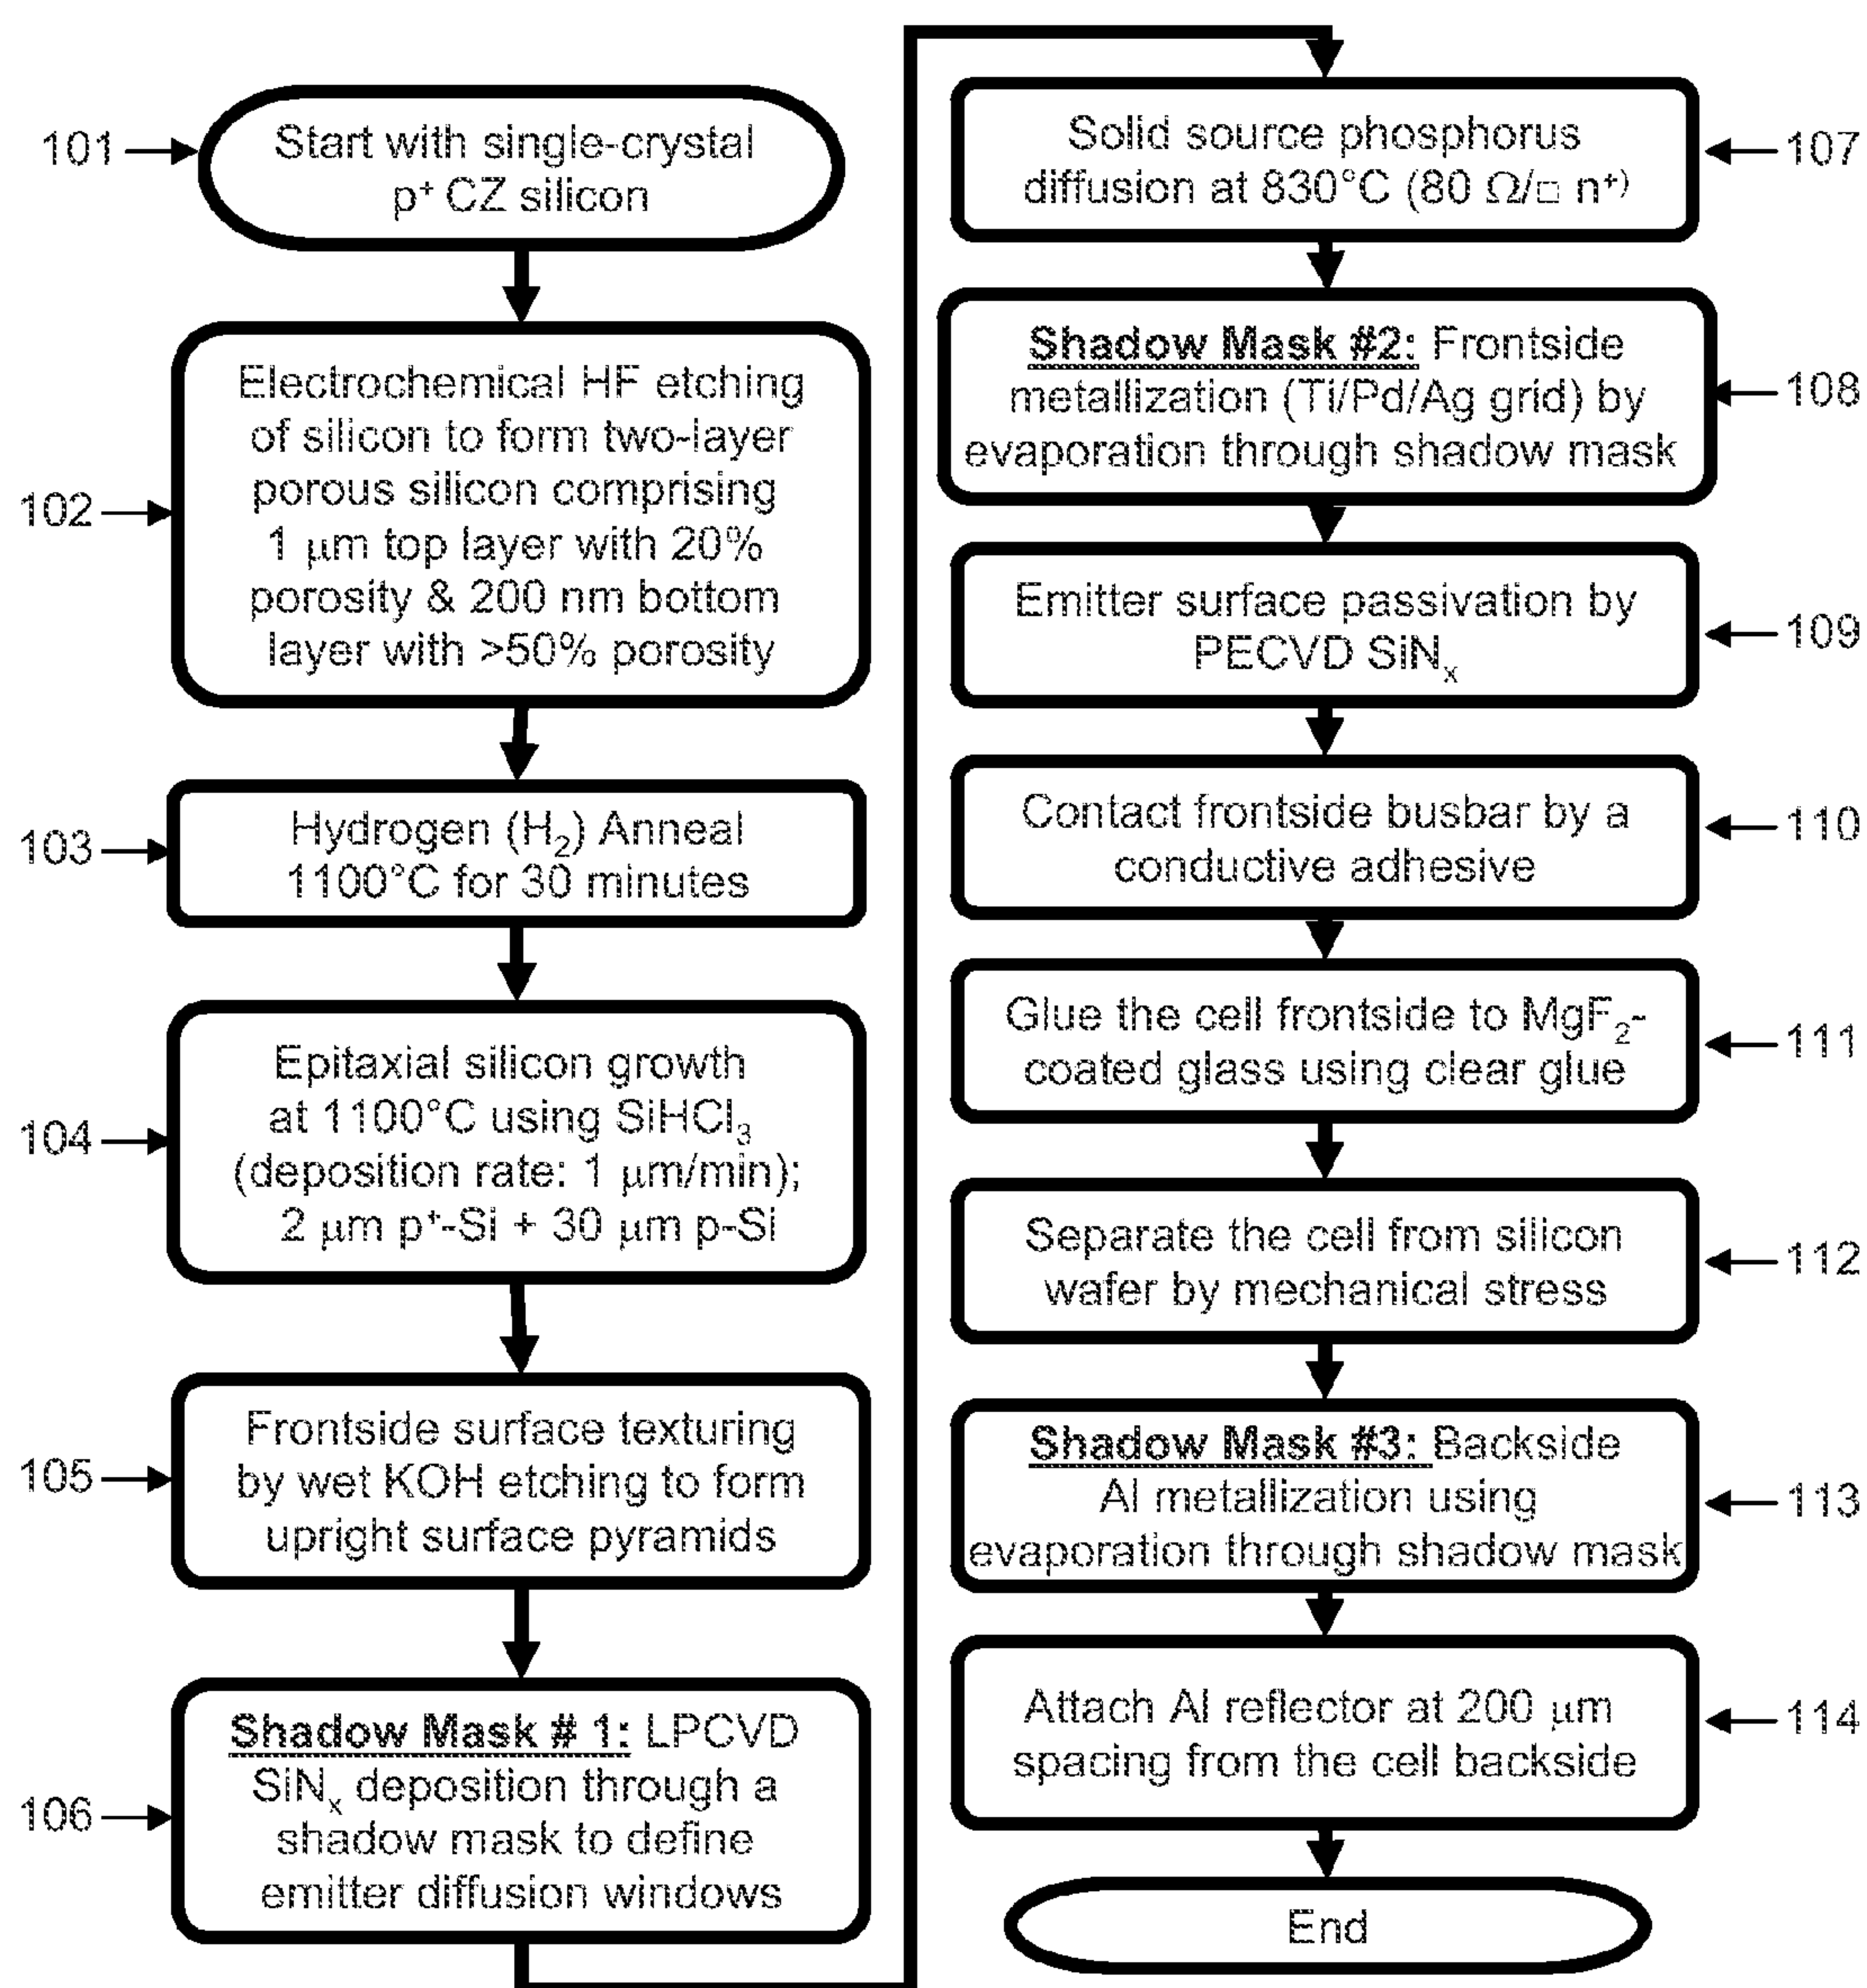 101
Start with single-crystal
p⁺ CZ silicon
102
Electrochemical HF etching
of silicon to form two-layer
porous silicon comprising
1 μm top layer with 20%
porosity & 200 nm bottom
layer with >50% porosity
103
Hydrogen (H₂) Anneal
1100°C for 30 minutes
104
Epitaxial silicon growth
at 1100°C using SiHCl₃
(deposition rate: 1 μm/min);
2 μm p⁺-Si + 30 μm p-Si
105
Frontside surface texturing
by wet KOH etching to form
upright surface pyramids
106
Shadow Mask # 1: LPCVD
SiNₓ deposition through a
shadow mask to define
emitter diffusion windows
107
Solid source phosphorus
diffusion at 830°C (80 Ω/□ n⁺⁾
108
Shadow Mask #2: Frontside
metallization (Ti/Pd/Ag grid) by
evaporation through shadow mask
109
Emitter surface passivation by
PECVD SiNₓ
110
Contact frontside busbar by a
conductive adhesive
111
Glue the cell frontside to MgF₂-
coated glass using clear glue
112
Separate the cell from silicon
wafer by mechanical stress
113
Shadow Mask #3: Backside
Al metallization using
evaporation through shadow mask
114
Attach Al reflector at 200 μm
spacing from the cell backside
End